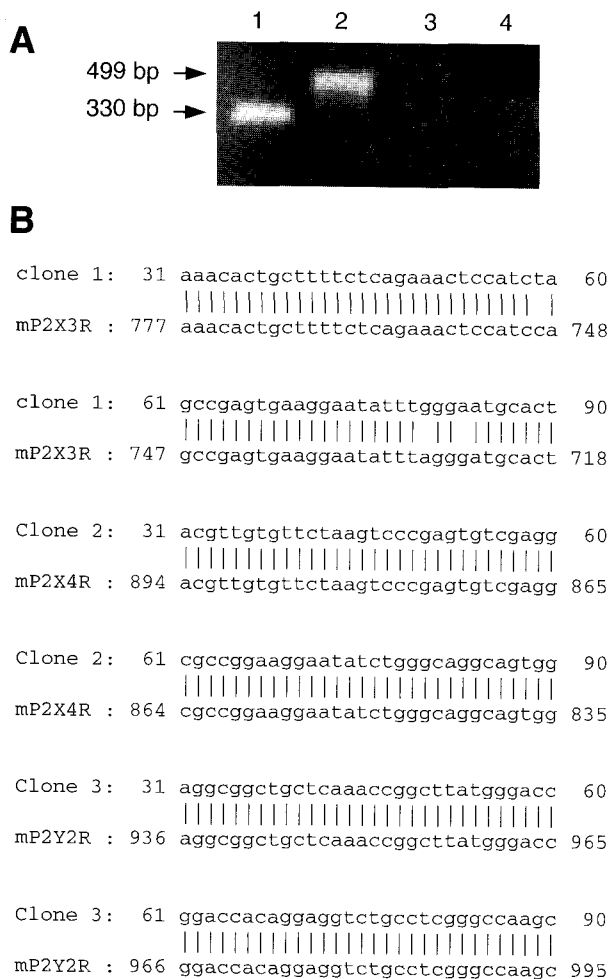 A
1 2 3 4
499 bp
330 bp
B
clone 1: 31 aaacactgcttttctcagaaactccatcta 60
mP2X3R : 777 aaacactgcttttctcagaaactccatcca 748
clone 1: 61 gccgagtgaaggaatatttgggaatgcact 90
mP2X3R : 747 gccgagtgaaggaatatttagggatgcact 718
Clone 2: 31 acgttgtgttctaagtcccgagtgtcgagg 60
mP2X4R : 894 acgttgtgttctaagtcccgagtgtcgagg 865
Clone 2: 61 cgccggaaggaatatctgggcaggcagtgg 90
mP2X4R : 864 cgccggaaggaatatctgggcaggcagtgg 835
Clone 3: 31 aggcggctgctcaaaccggcttatgggacc 60
mP2Y2R : 936 aggcggctgctcaaaccggcttatgggacc 965
Clone 3: 61 ggaccacaggaggtctgcctcgggccaagc 90
mP2Y2R : 966 ggaccacaggaggtctgcctcgggccaagc 995